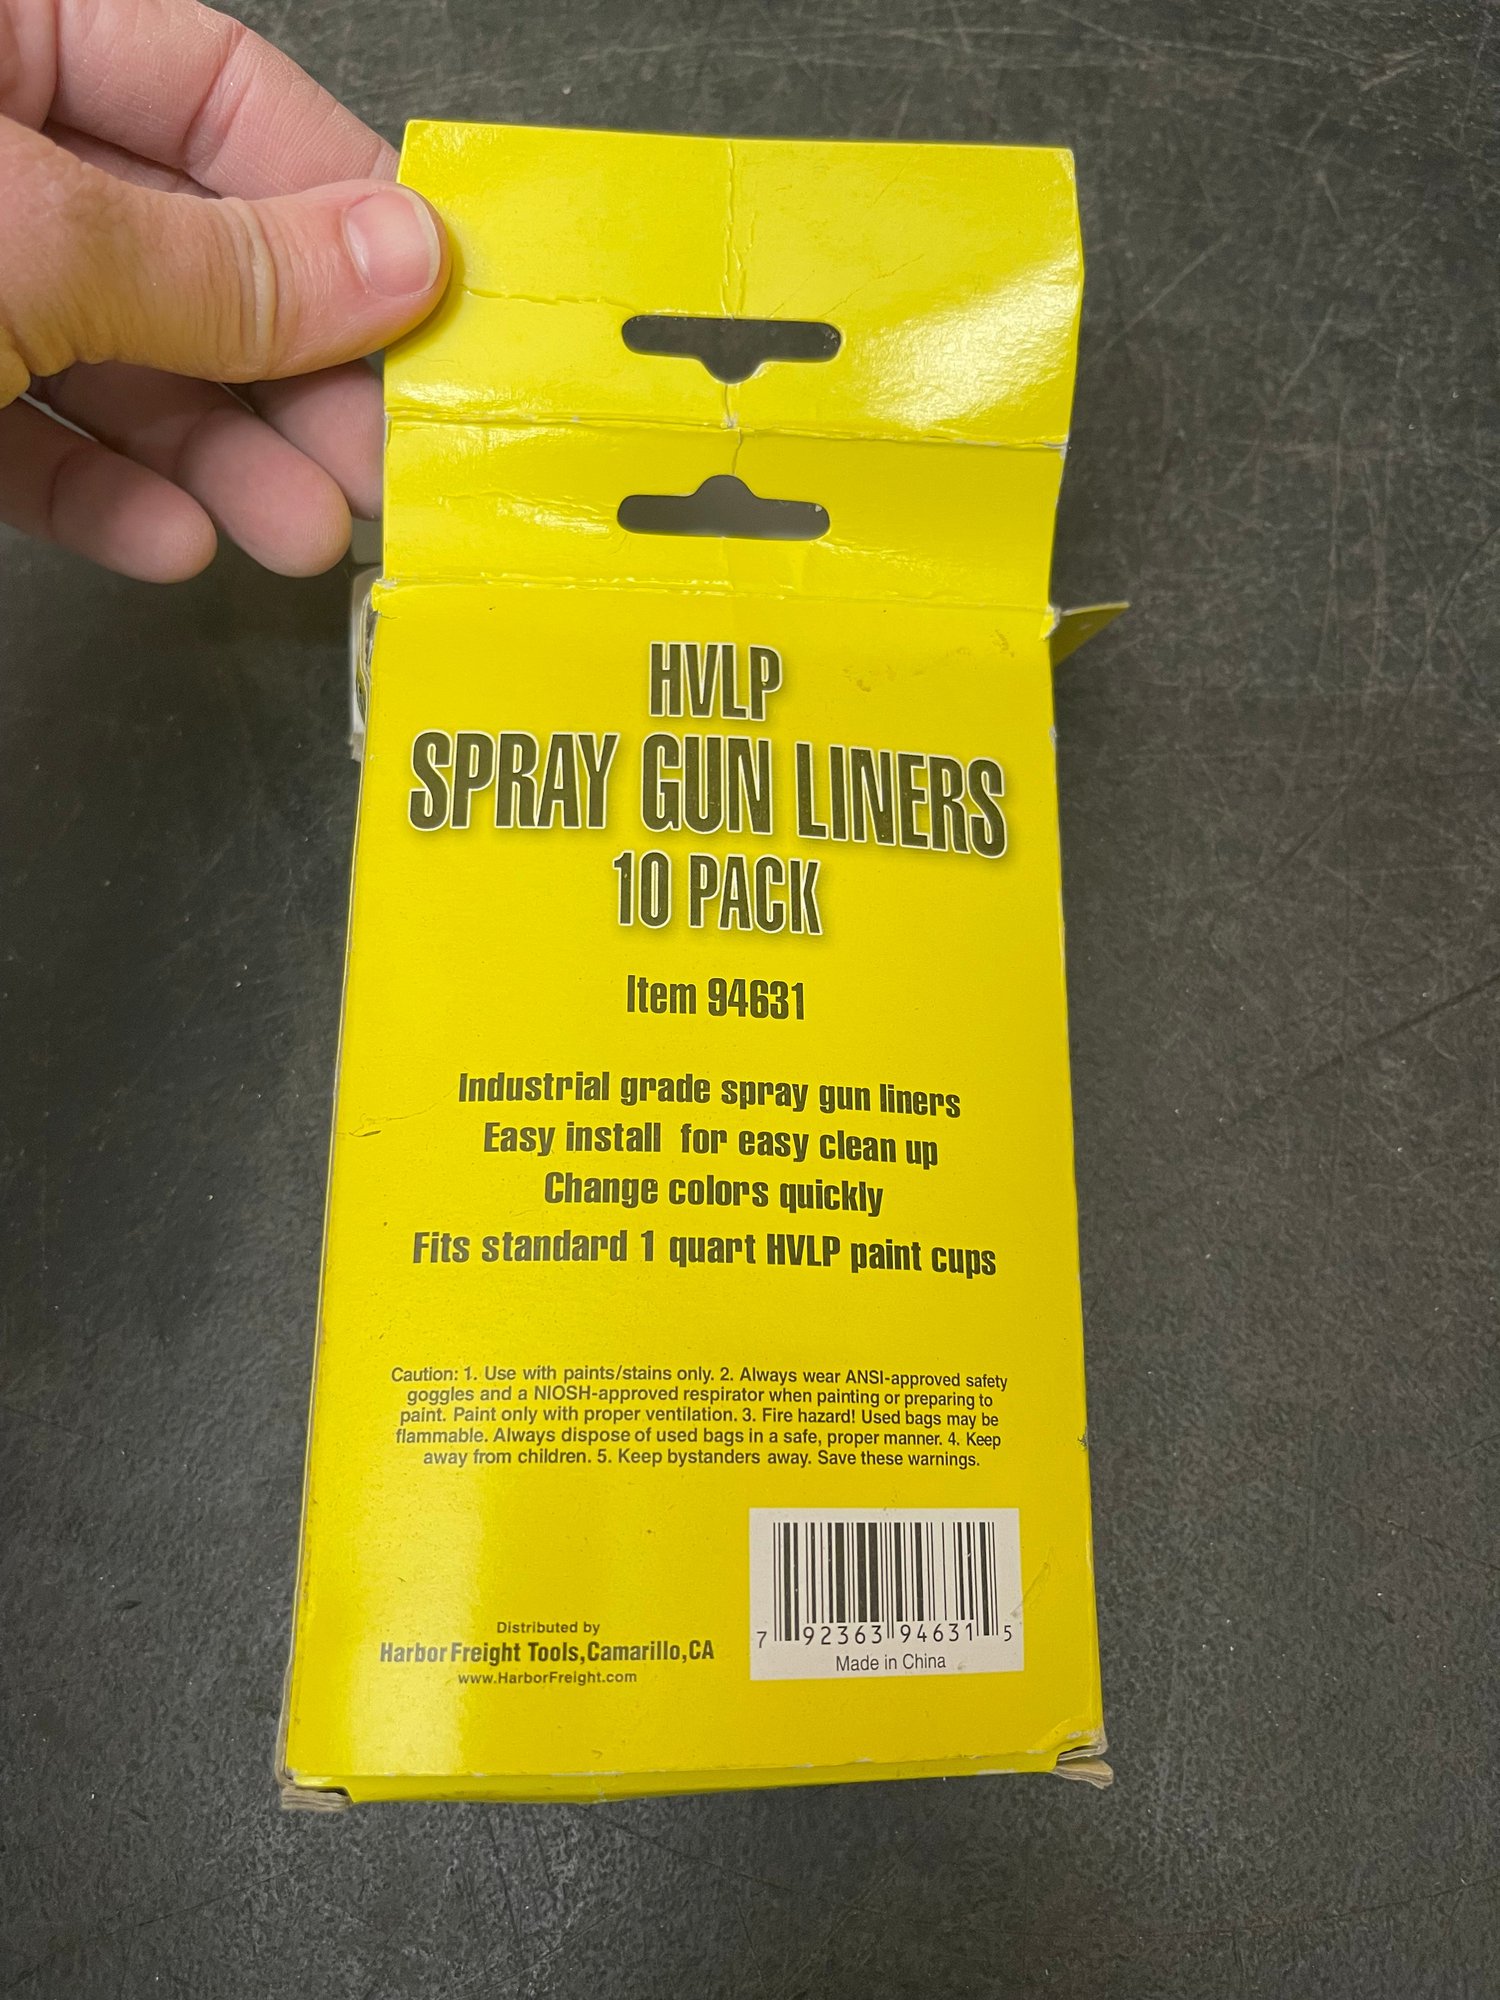 HVLP
SPRAY GUN LINERS
10 PACK
Item 94631
Industrial grade spray gun liners
Easy install for easy clean up
Change colors quickly
Fits standard 1 quart HVLP paint cups
Caution: 1. Use with paints/stains only. 2. Always wear ANSI-approved safety
goggles and a NIOSH-approved respirator when painting or preparing to
paint. Paint only with proper ventilation. 3. Fire hazard! Used bags may be
flammable. Always dispose of used bags in a safe, proper manner. 4. Keep
away from children. 5. Keep bystanders away. Save these warnings.
Distributed by
Harbor Freight Tools, Camarillo, CA
www.HarborFreight.com
7 92363 94631 5
Made in China